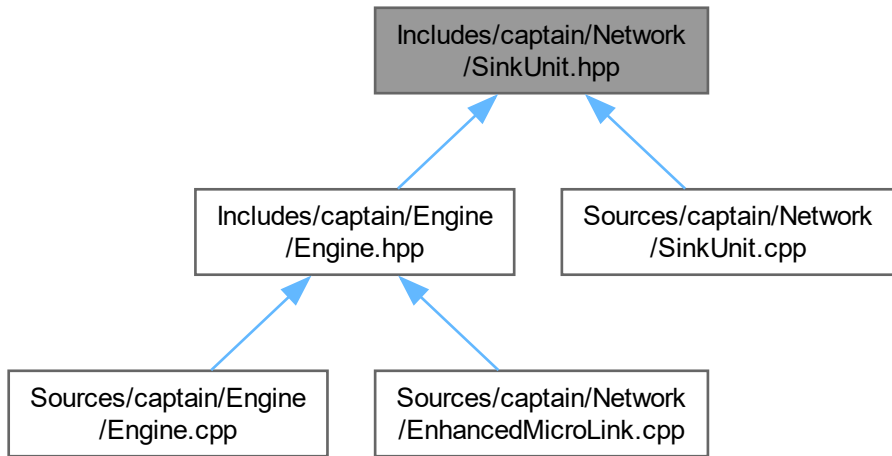 Includes/captain/Network
/SinkUnit.hpp
Includes/captain/Engine
/Engine.hpp
Sources/captain/Network
/SinkUnit.cpp
Sources/captain/Engine
/Engine.cpp
Sources/captain/Network
/EnhancedMicroLink.cpp